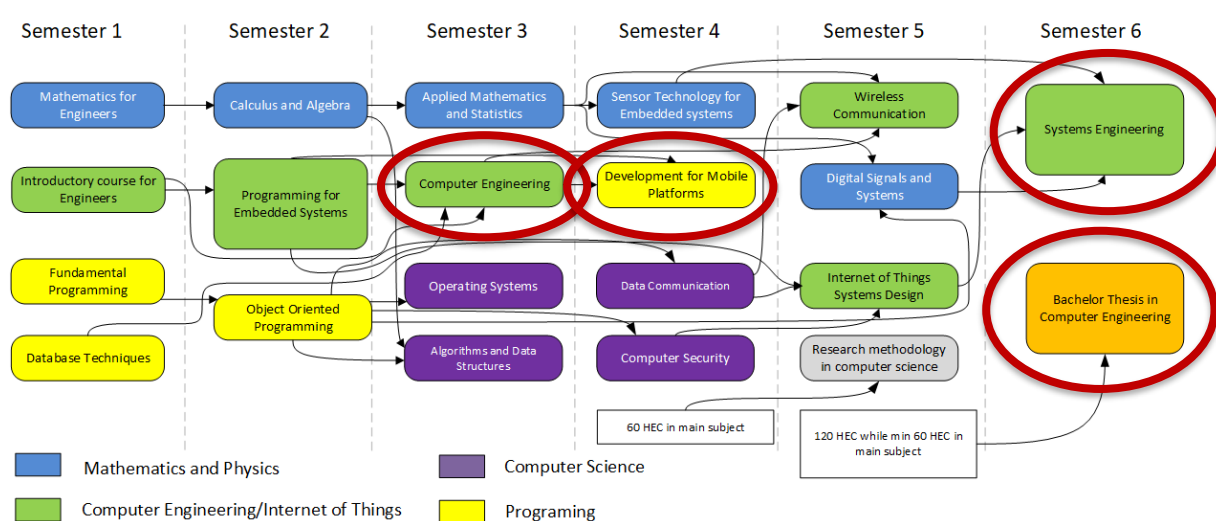 Semester 1
Semester 2
Semester 3
Semester 4
Semester 5
Semester 6
Mathematics for
Engineers
Calculus and Algebra
Applied Mathematics
and Statistics
Sensor Technology for
Embedded systems
Wireless
Communication
Systems Engineering
Introductory course for
Engineers
Programming for
Embedded Systems
Computer Engineering
Development for Mobile
Platforms
Digital Signals and
Systems
Fundamental
Programming
Object Oriented
Programming
Operating Systems
Data Communication
Internet of Things
Systems Design
Bachelor Thesis in
Computer Engineering
Database Techniques
Algorithms and Data
Structures
Computer Security
Research methodology
in computer science
60 HEC in main subject
120 HEC while min 60 HEC in
main subject
Mathematics and Physics
Computer Science
Computer Engineering/Internet of Things
Programing